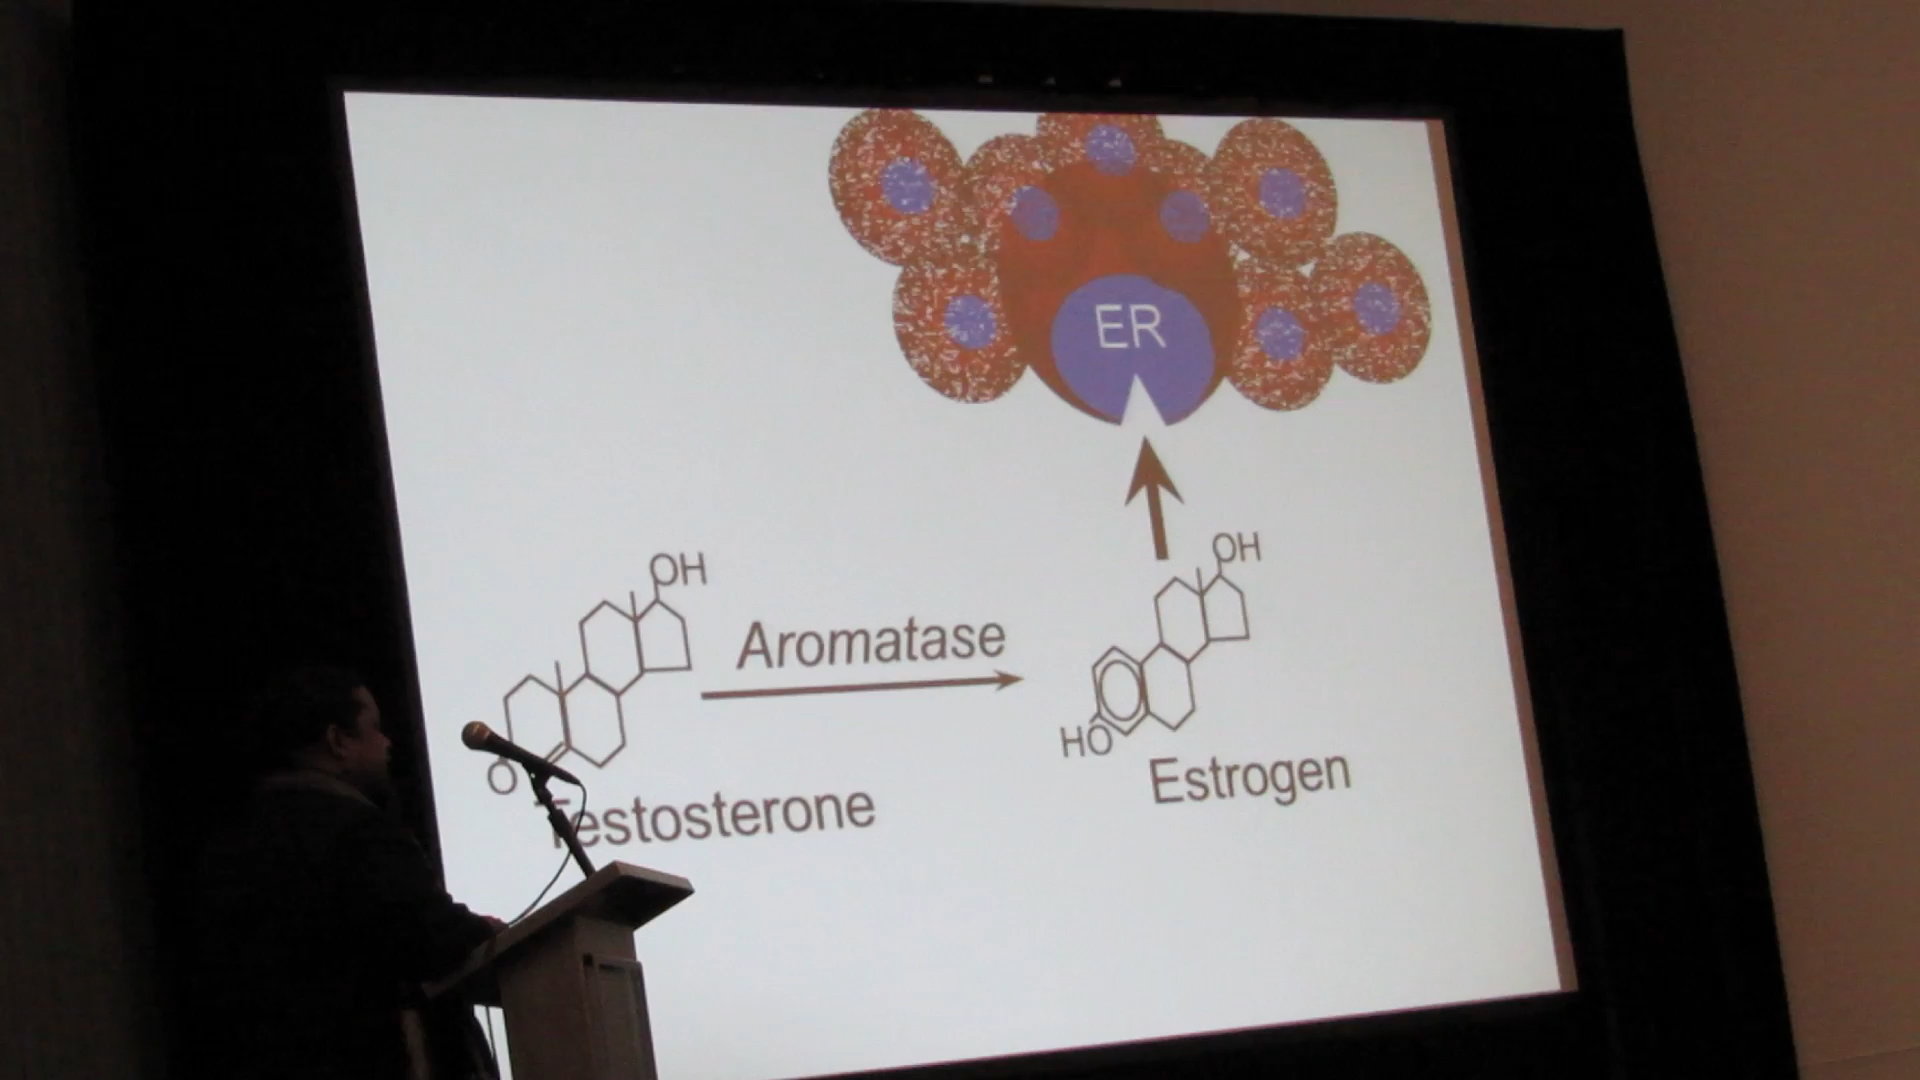 ER
OH
OH
Aromatase
HO
O
Estrogen
Testosterone